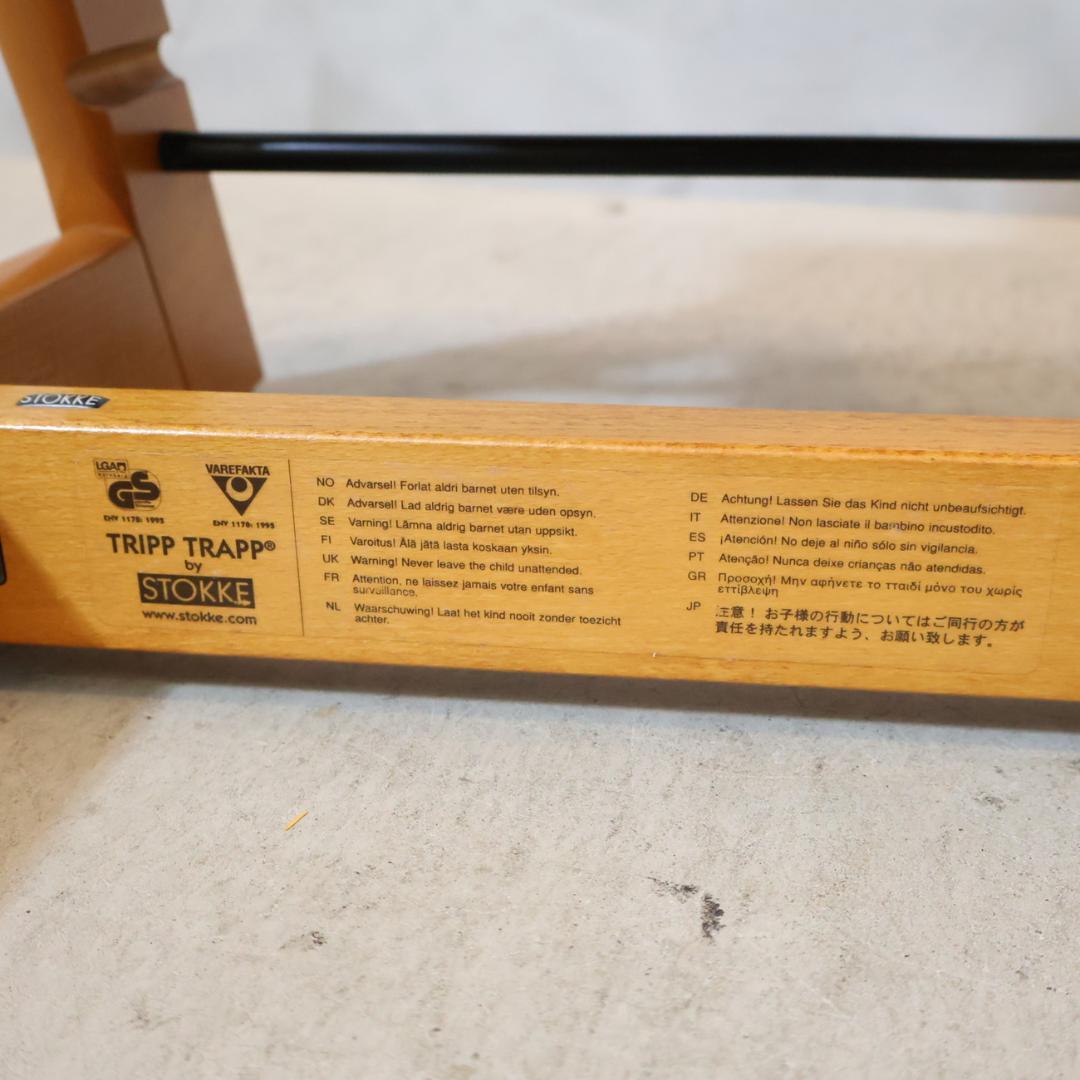 STOKKE
LGA
GS
EHV 1178: 1995
VAREFAKTA
EHV 1178: 1995
TRIPP TRAPP®
by
STOKKE
www.stokke.com
NO Advarsel! Forlat aldri barnet uten tilsyn.
DK Advarsel! Lad aldrig barnet være uden opsyn.
SE Varning! Lämna aldrig barnet utan uppsikt.
FI Varoitus! Älä jätä lasta koskaan yksin.
UK Warning! Never leave the child unattended.
FR Attention, ne laissez jamais votre enfant sans
survaillance.
NL Waarschuwing! Laat het kind nooit zonder toezicht
achter.
DE Achtung! Lassen Sie das Kind nicht unbeaufsichtigt.
IT Attenzione! Non lasciate il bambino incustodito.
ES ¡Atención! No deje al niño sólo sin vigilancia.
PT Atenção! Nunca deixe crianças não atendidas.
GR Προσοχή! Μην αφήνετε το παιδί μόνο του χωρίς
επίβλεψη
JP 注意！ お子様の行動についてはご同行の方が
責任を持たれますよう、お願い致します。